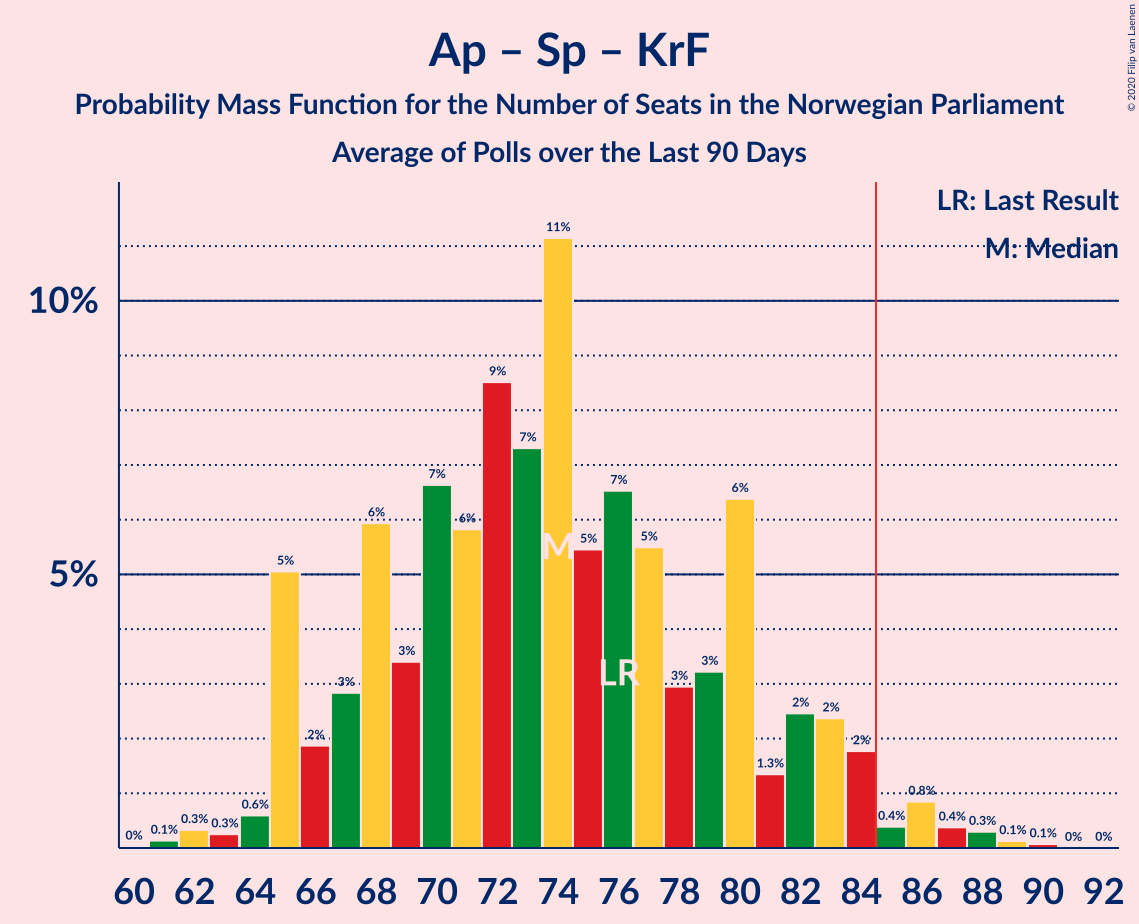 Ap – Sp – KrF
Probability Mass Function for the Number of Seats in the Norwegian Parliament
Average of Polls over the Last 90 Days
© 2020 Filip van Laenen
LR: Last Result
M: Median
10%
5%
0% 0.1% 0.3% 0.3% 0.6% 5% 2% 3% 6% 3% 7% 6% 9% 7% 11% 5% 7% 5% 3% 3% 6% 1.3% 2% 2% 2% 0.4% 0.8% 0.4% 0.3% 0.1% 0.1% 0% 0%
M
LR
60 62 64 66 68 70 72 74 76 78 80 82 84 86 88 90 92